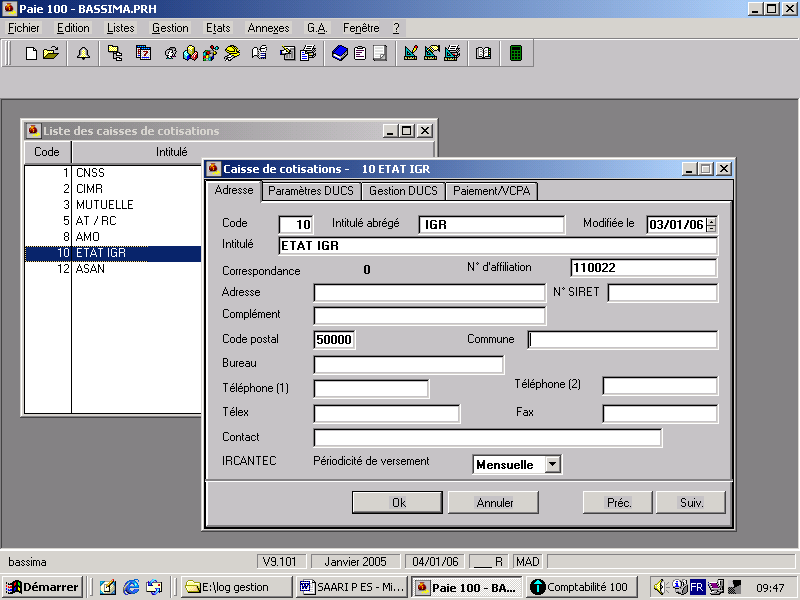 Paie 100 - BASSIMA.PRH
Fichier Edition Listes Gestion Etats Annexes G.A. Fenêtre ?
Liste des caisses de cotisations
Code Intitulé
1 CNSS
2 CIMR
3 MUTUELLE
5 AT / RC
8 AMO
10 ETAT IGR
12 ASAN
Caisse de cotisations - 10 ETAT IGR
Adresse Paramètres DUCS Gestion DUCS Paiement/VCPA
Code 10 Intitulé abrégé IGR Modifiée le 03/01/06
Intitulé ETAT IGR
Correspondance 0 N° d'affiliation 110022
Adresse N° SIRET
Complément
Code postal 50000 Commune
Bureau
Téléphone (1) Téléphone (2)
Télex Fax
Contact
IRCANTEC Périodicité de versement Mensuelle
Ok Annuler Préc. Suiv.
bassima V9.101 Janvier 2005 04/01/06 ___ R MAD
Démarrer E:\log gestion SAARI P ES - Mi... Paie 100 - BA... Comptabilité 100 FR 09:47